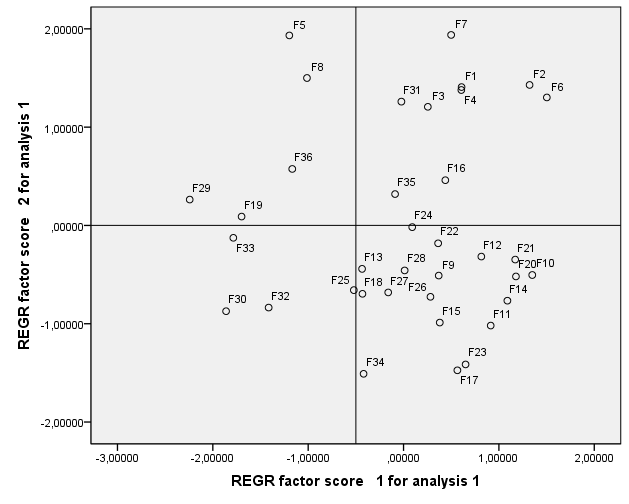 2,00000
1,00000
,00000
-1,00000
-2,00000
REGR factor score 2 for analysis 1
F5
F7
F8
F1
F2
F31
F3
F4
F6
F36
F16
F29
F35
F19
F24
F33
F22
F12
F21
F13
F28
F9
F20
F10
F25
F18
F27
F26
F14
F30
F32
F15
F11
F34
F23
F17
-3,00000
-2,00000
-1,00000
,00000
1,00000
2,00000
REGR factor score 1 for analysis 1